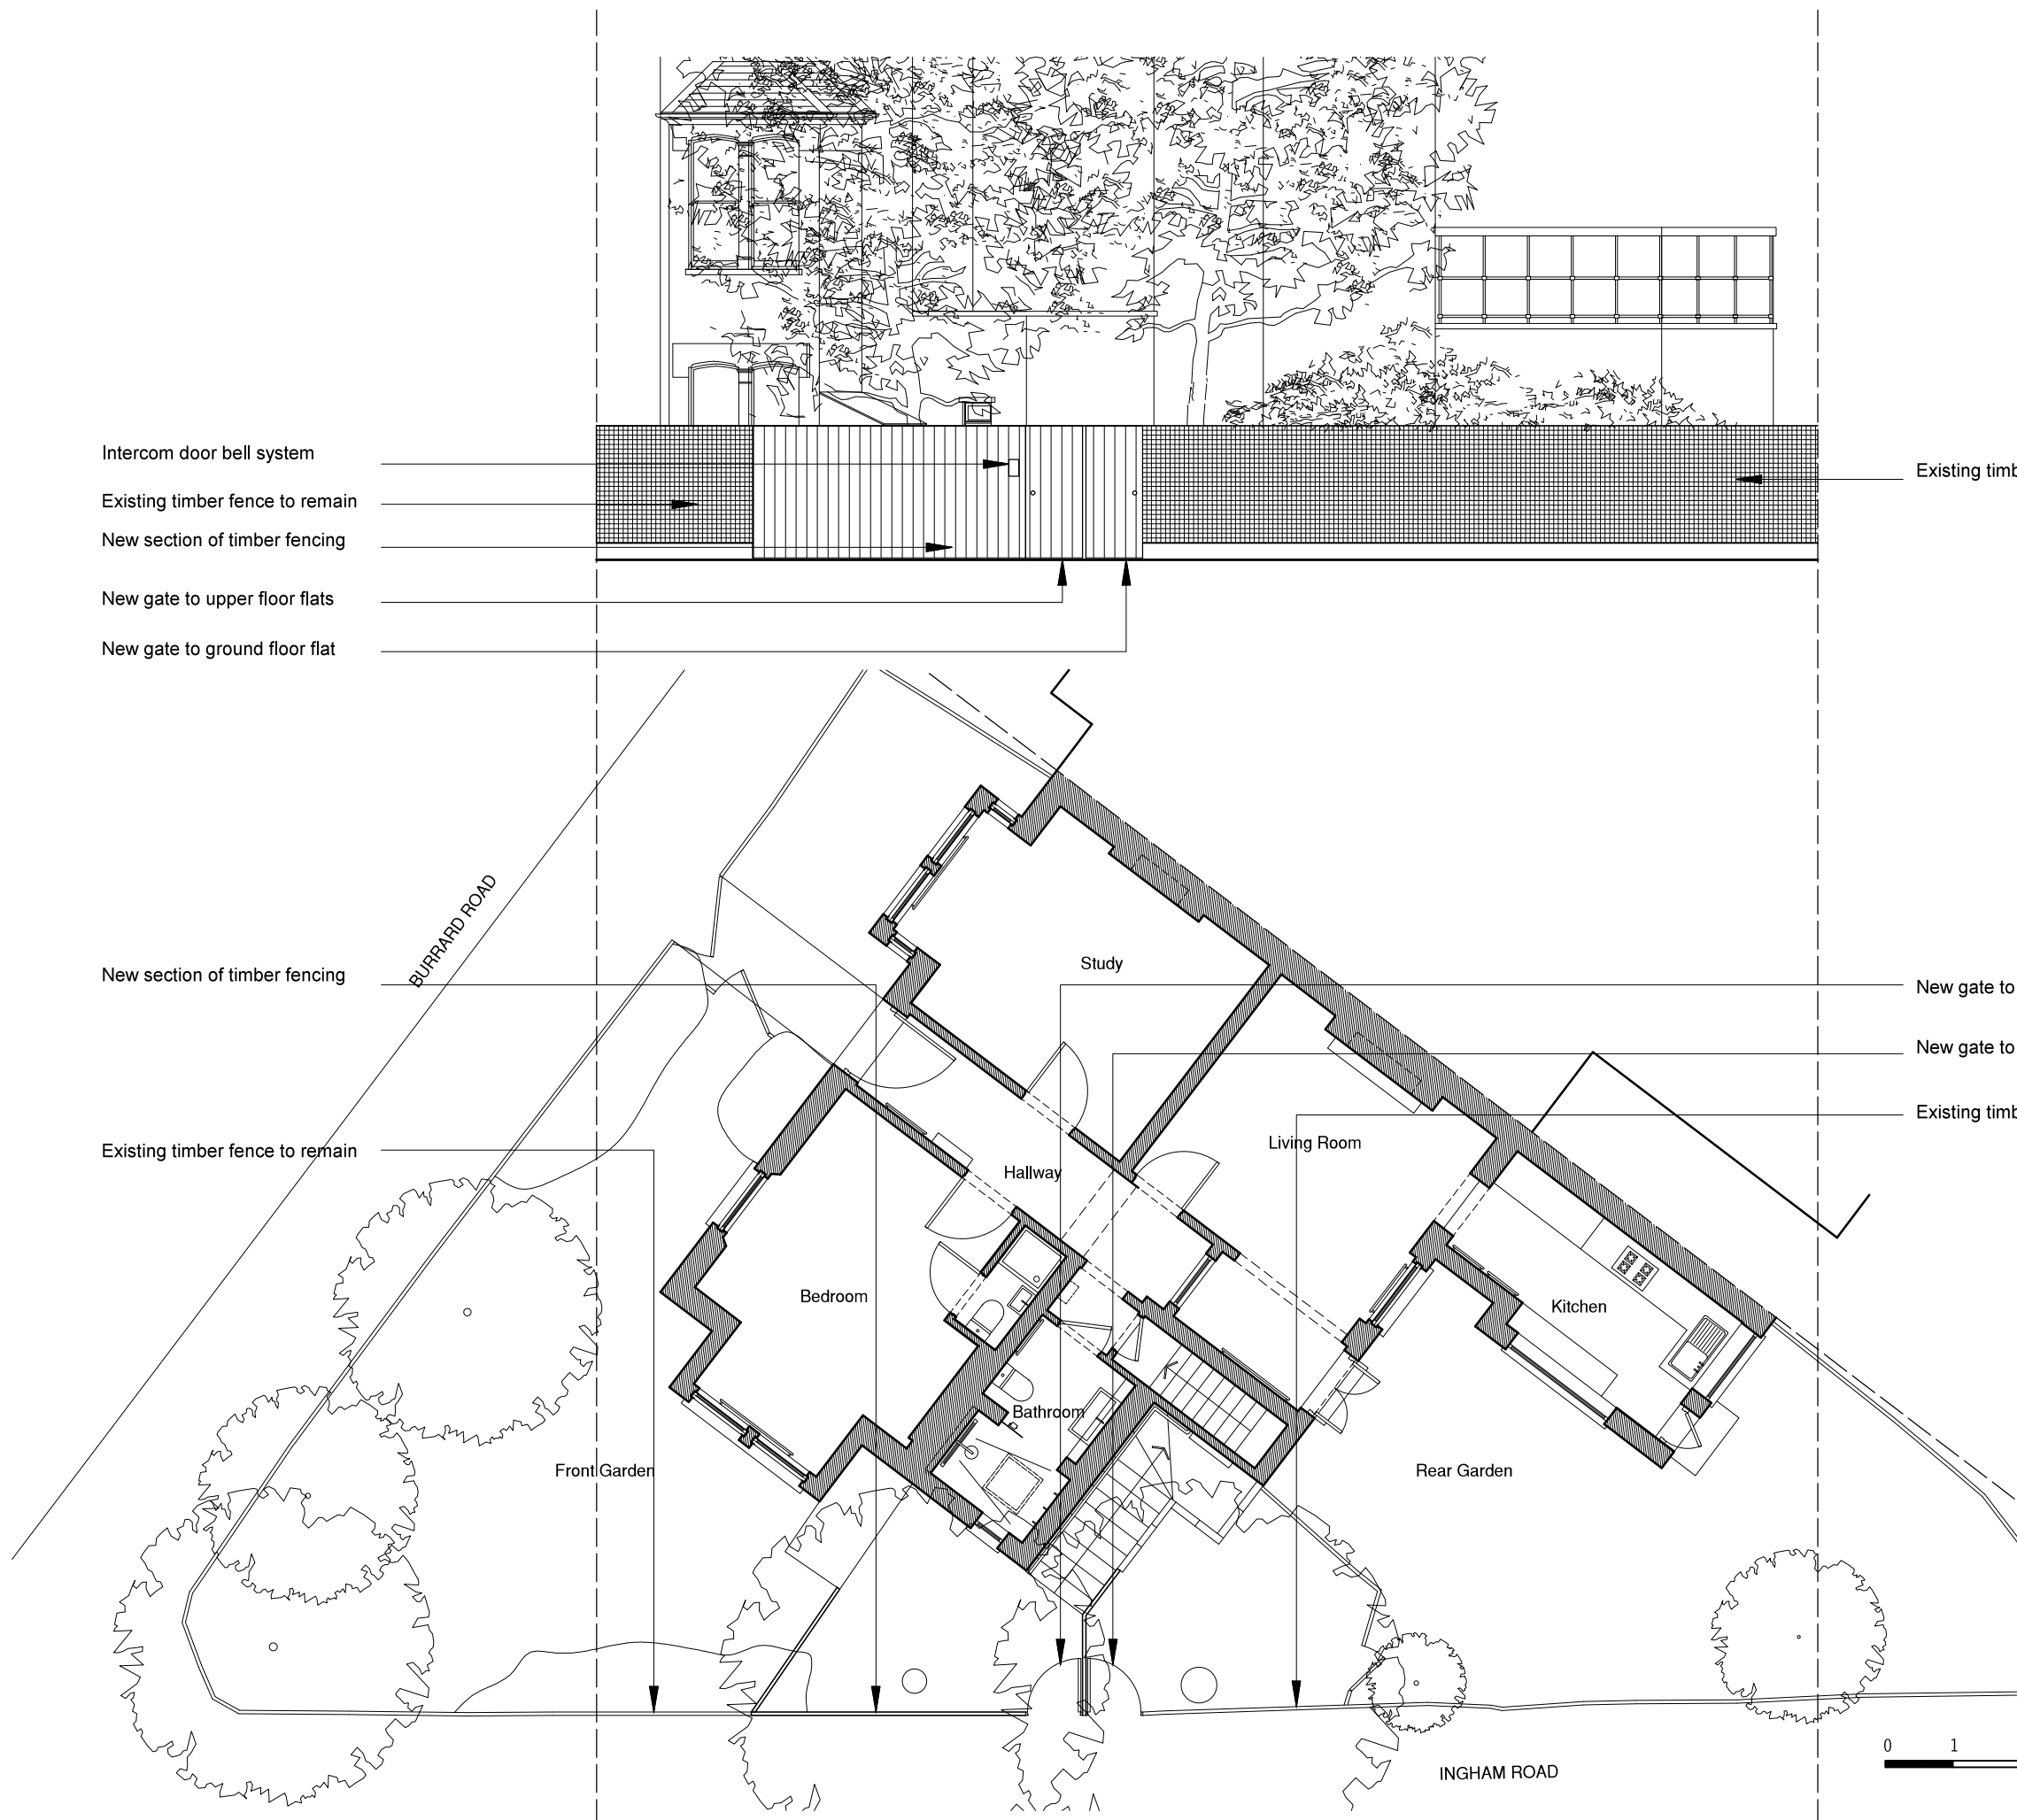 Intercom door bell system
Existing timber fence to remain
New section of timber fencing
New gate to upper floor flats
New gate to ground floor flat
Existing timb
BURRARD ROAD
New section of timber fencing
Existing timber fence to remain
Study
Living Room
Hallway
Bedroom
Kitchen
Bathroom
Front Garden
Rear Garden
New gate to
New gate to
Existing timb
INGHAM ROAD
0 1